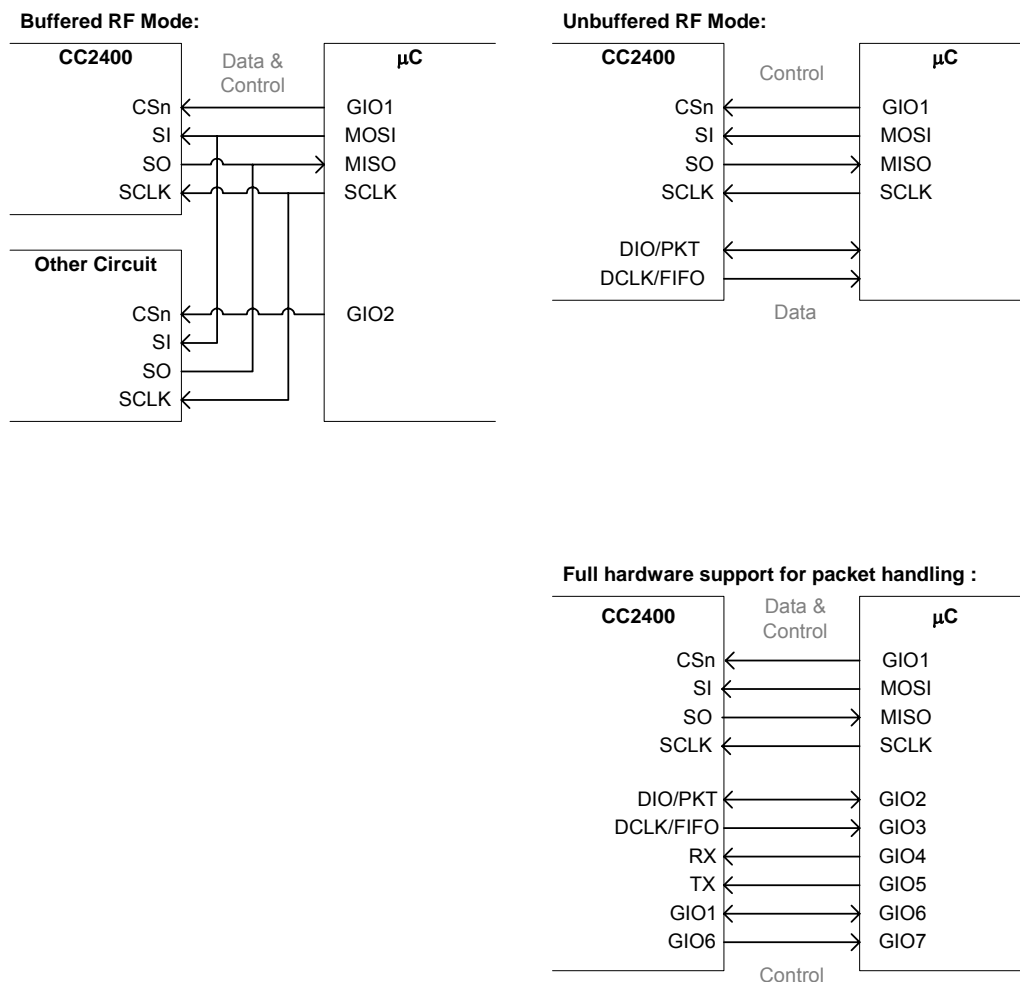 Buffered RF Mode:
CC2400
Data &
Control
μC
CSn
GIO1
SI
MOSI
SO
MISO
SCLK
SCLK
Other Circuit
CSn
GIO2
SI
SO
SCLK
Unbuffered RF Mode:
CC2400
Control
μC
CSn
GIO1
SI
MOSI
SO
MISO
SCLK
SCLK
DIO/PKT
DCLK/FIFO
Data
Full hardware support for packet handling :
CC2400
Data &
Control
μC
CSn
GIO1
SI
MOSI
SO
MISO
SCLK
SCLK
DIO/PKT
GIO2
DCLK/FIFO
GIO3
RX
GIO4
TX
GIO5
GIO1
GIO6
GIO6
GIO7
Control